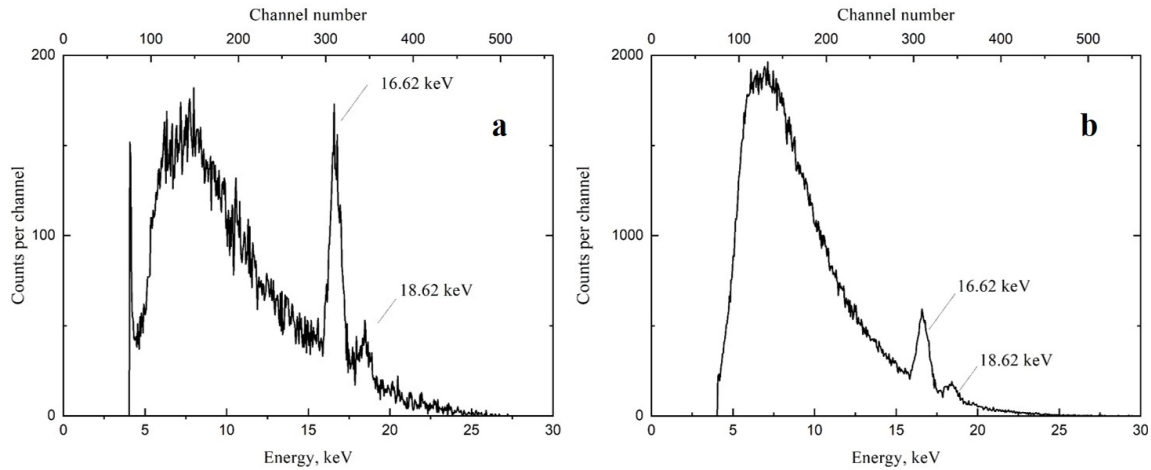 Channel number
0 100 200 300 400 500
200
100
0
Counts per channel
16.62 keV
18.62 keV
a
0 5 10 15 20 25 30
Energy, keV
Channel number
0 100 200 300 400 500
2000
1000
0
Counts per channel
16.62 keV
18.62 keV
b
0 5 10 15 20 25 30
Energy, keV